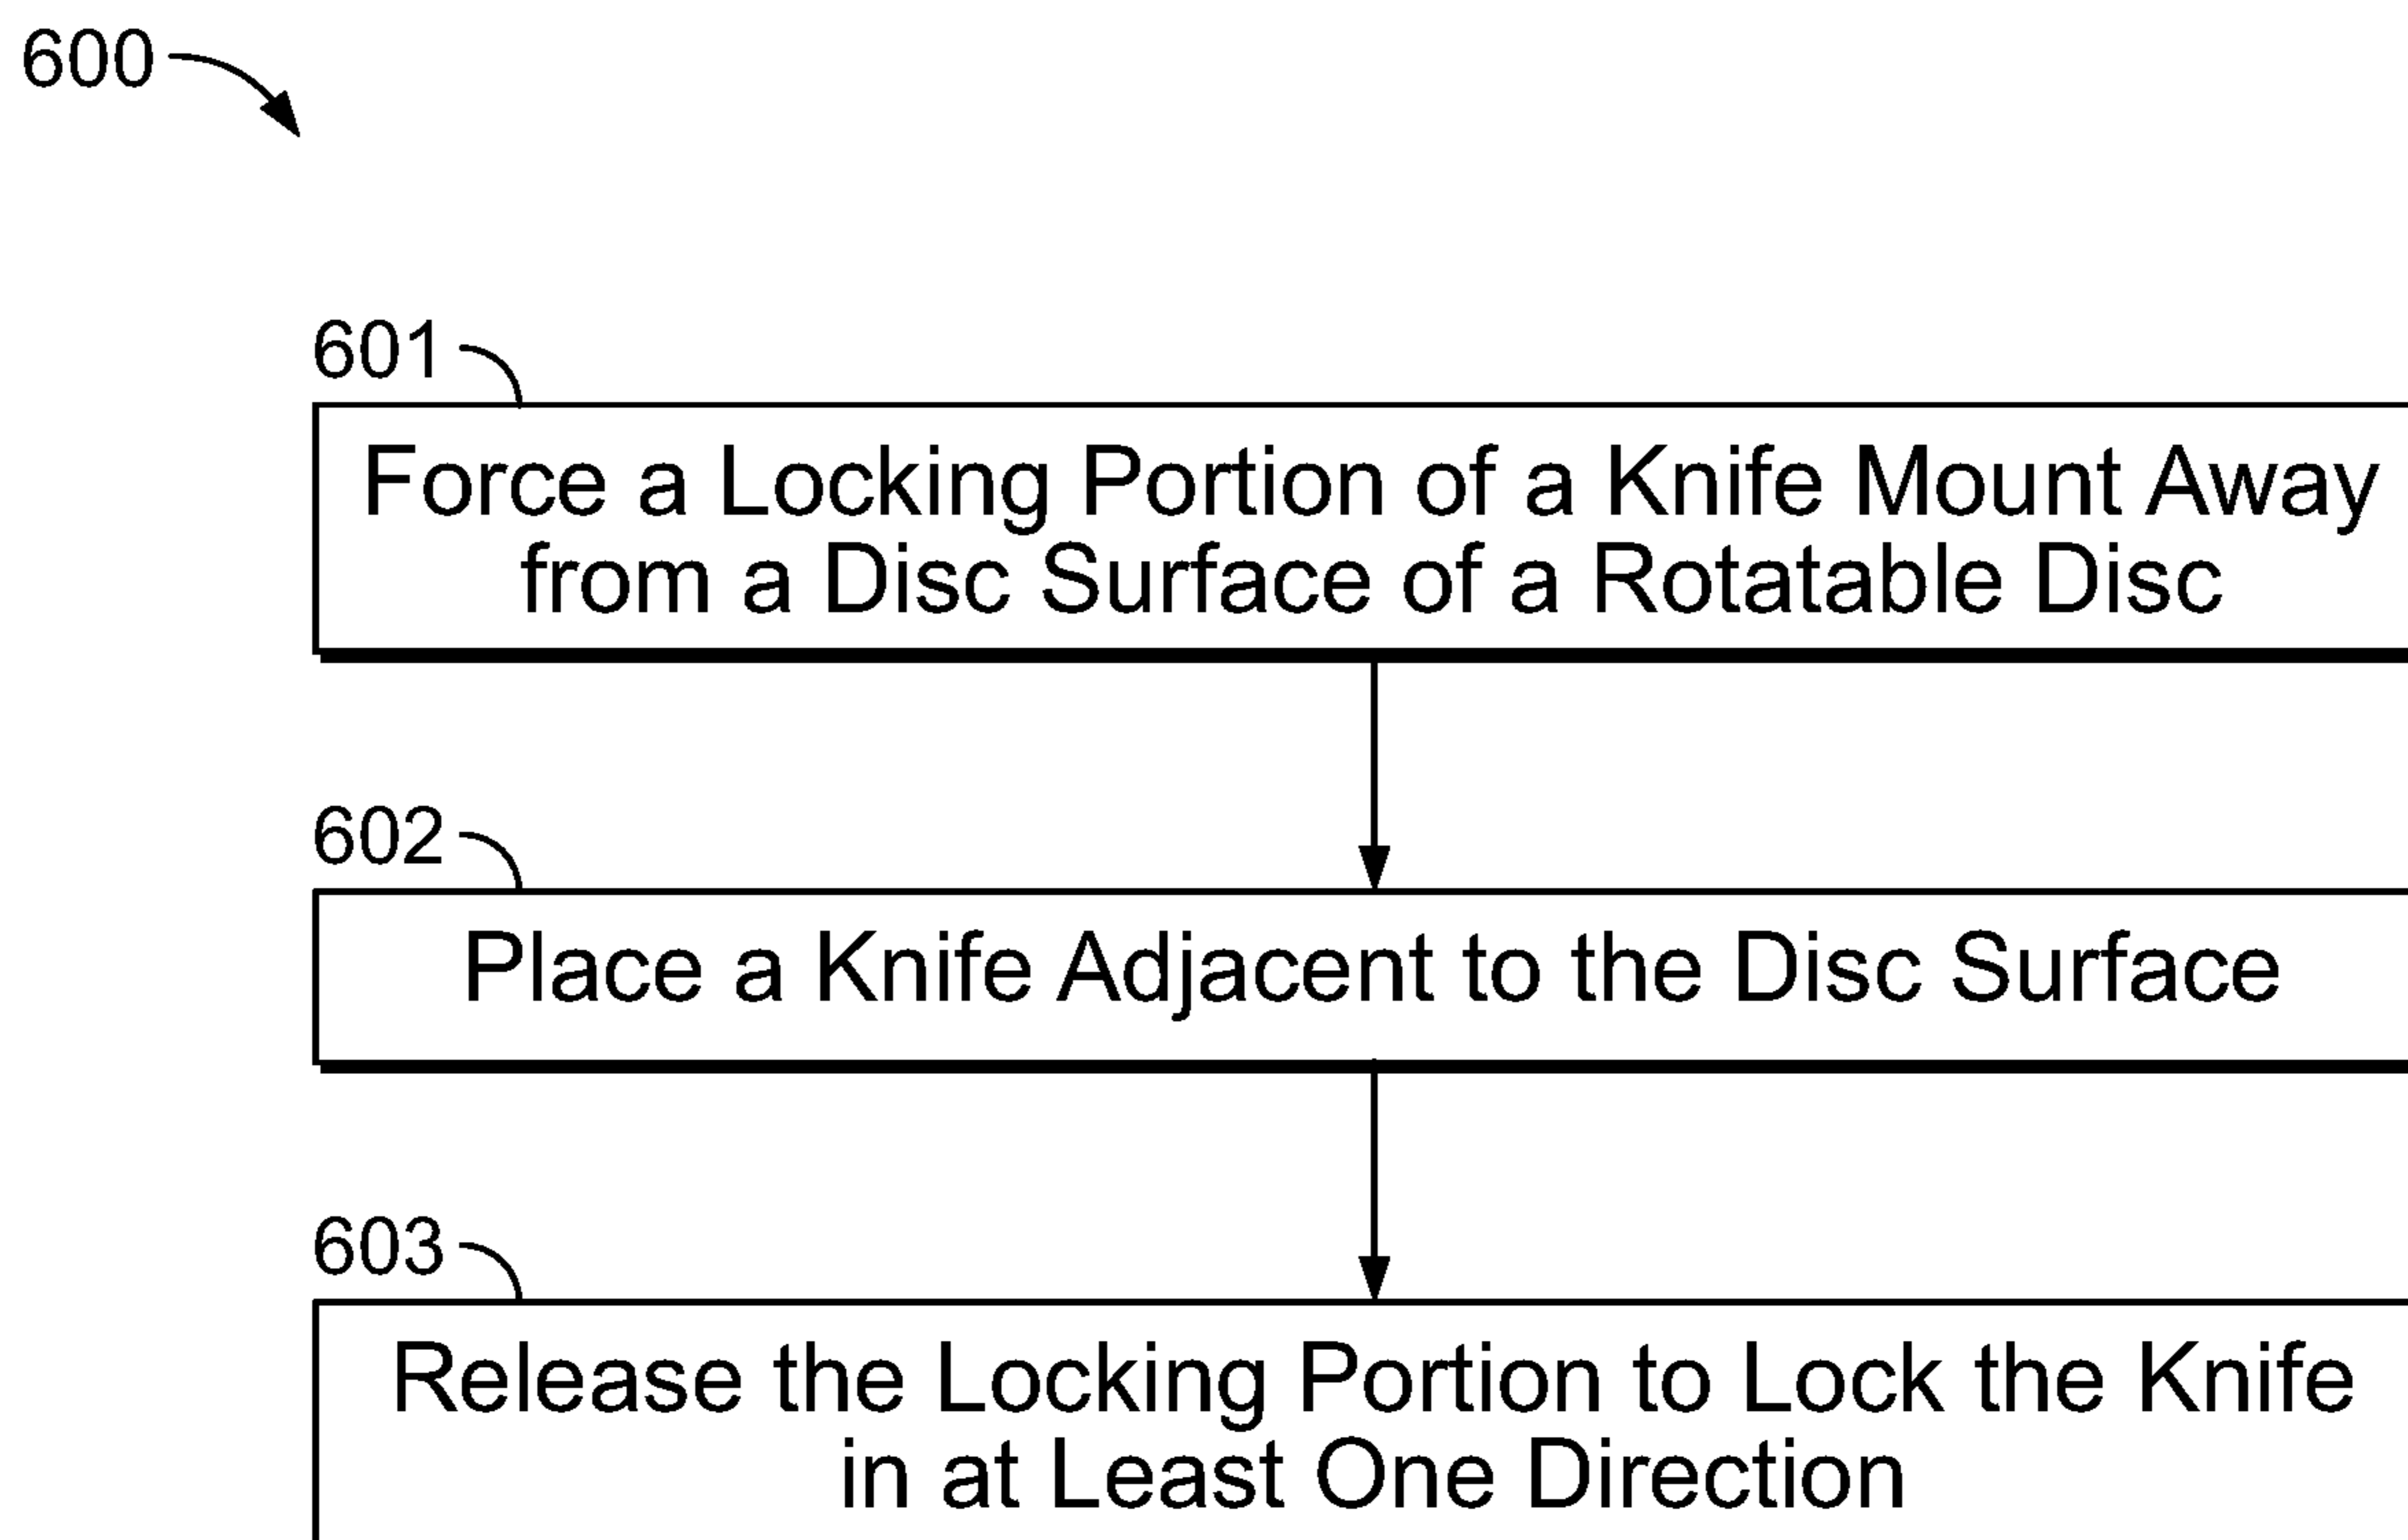 600
601
Force a Locking Portion of a Knife Mount Away
from a Disc Surface of a Rotatable Disc
602
Place a Knife Adjacent to the Disc Surface
603
Release the Locking Portion to Lock the Knife
in at Least One Direction